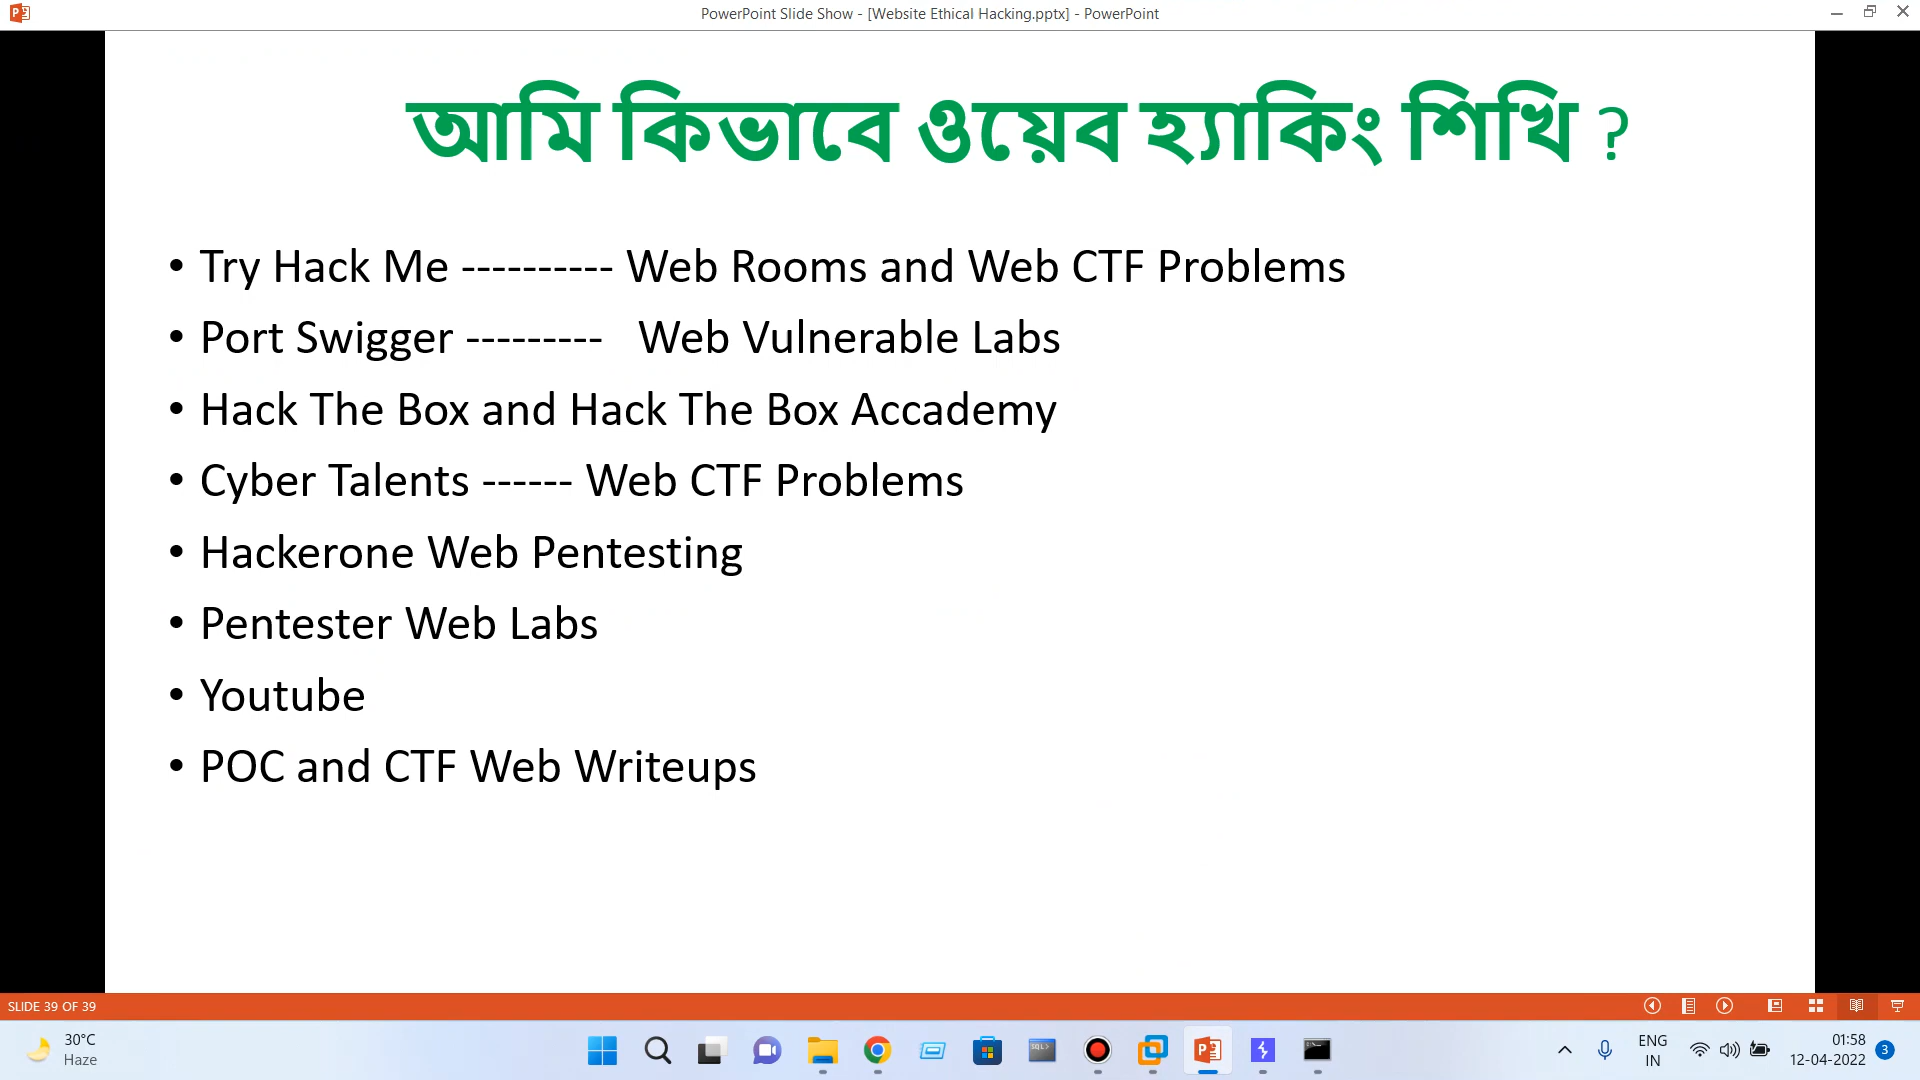 PowerPoint Slide Show - [Website Ethical Hacking.pptx] - PowerPoint
আমি কিভাবে ওয়েব হ্যাকিং শিখি ?
• Try Hack Me ---------- Web Rooms and Web CTF Problems
• Port Swigger --------- Web Vulnerable Labs
• Hack The Box and Hack The Box Accademy
• Cyber Talents ------ Web CTF Problems
• Hackerone Web Pentesting
• Pentester Web Labs
• Youtube
• POC and CTF Web Writeups
SLIDE 39 OF 39
30°C
Haze
SQL>
ENG
IN
01:58
12-04-2022
3